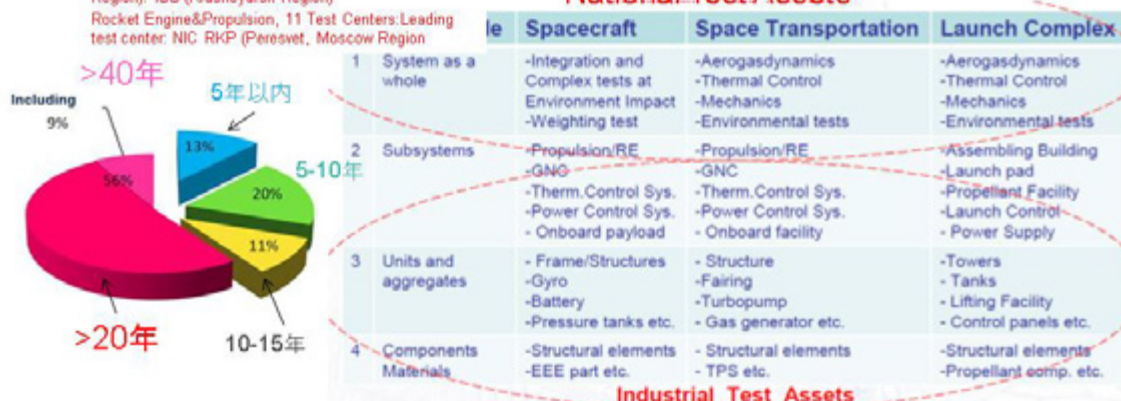 Rocket Engine&Propulsion, 11 Test Centers:Leading
test center: NIC RKP (Peresvet, Moscow Region
>40年
Including
9%
5年以内
13%
5-10年
56%
20%
11%
>20年
10-15年
National Test Assets
le Spacecraft Space Transportation Launch Complex
1 System as a whole
-Integration and
Complex tests at
Environment Impact
-Weighting test
-Aerogasdynamics
-Thermal Control
-Mechanics
-Environmental tests
-Aerogasdynamics
-Thermal Control
-Mechanics
-Environmental tests
2 Subsystems
-Propulsion/RE
-GNC
-Therm.Control Sys.
-Power Control Sys.
- Onboard payload
-Propulsion/RE
-GNC
-Therm.Control Sys.
-Power Control Sys.
- Onboard facility
-Assembling Building
-Launch pad
-Propellant Facility
-Launch Control
- Power Supply
3 Units and
aggregates
- Frame/Structures
-Gyro
-Battery
-Pressure tanks etc.
- Structure
-Fairing
-Turbopump
- Gas generator etc.
-Towers
- Tanks
- Lifting Facility
- Control panels etc.
4 Components
Materials
-Structural elements
-EEE part etc.
- Structural elements
- TPS etc.
-Structural elements
-Propellant comp. etc.
Industrial Test Assets